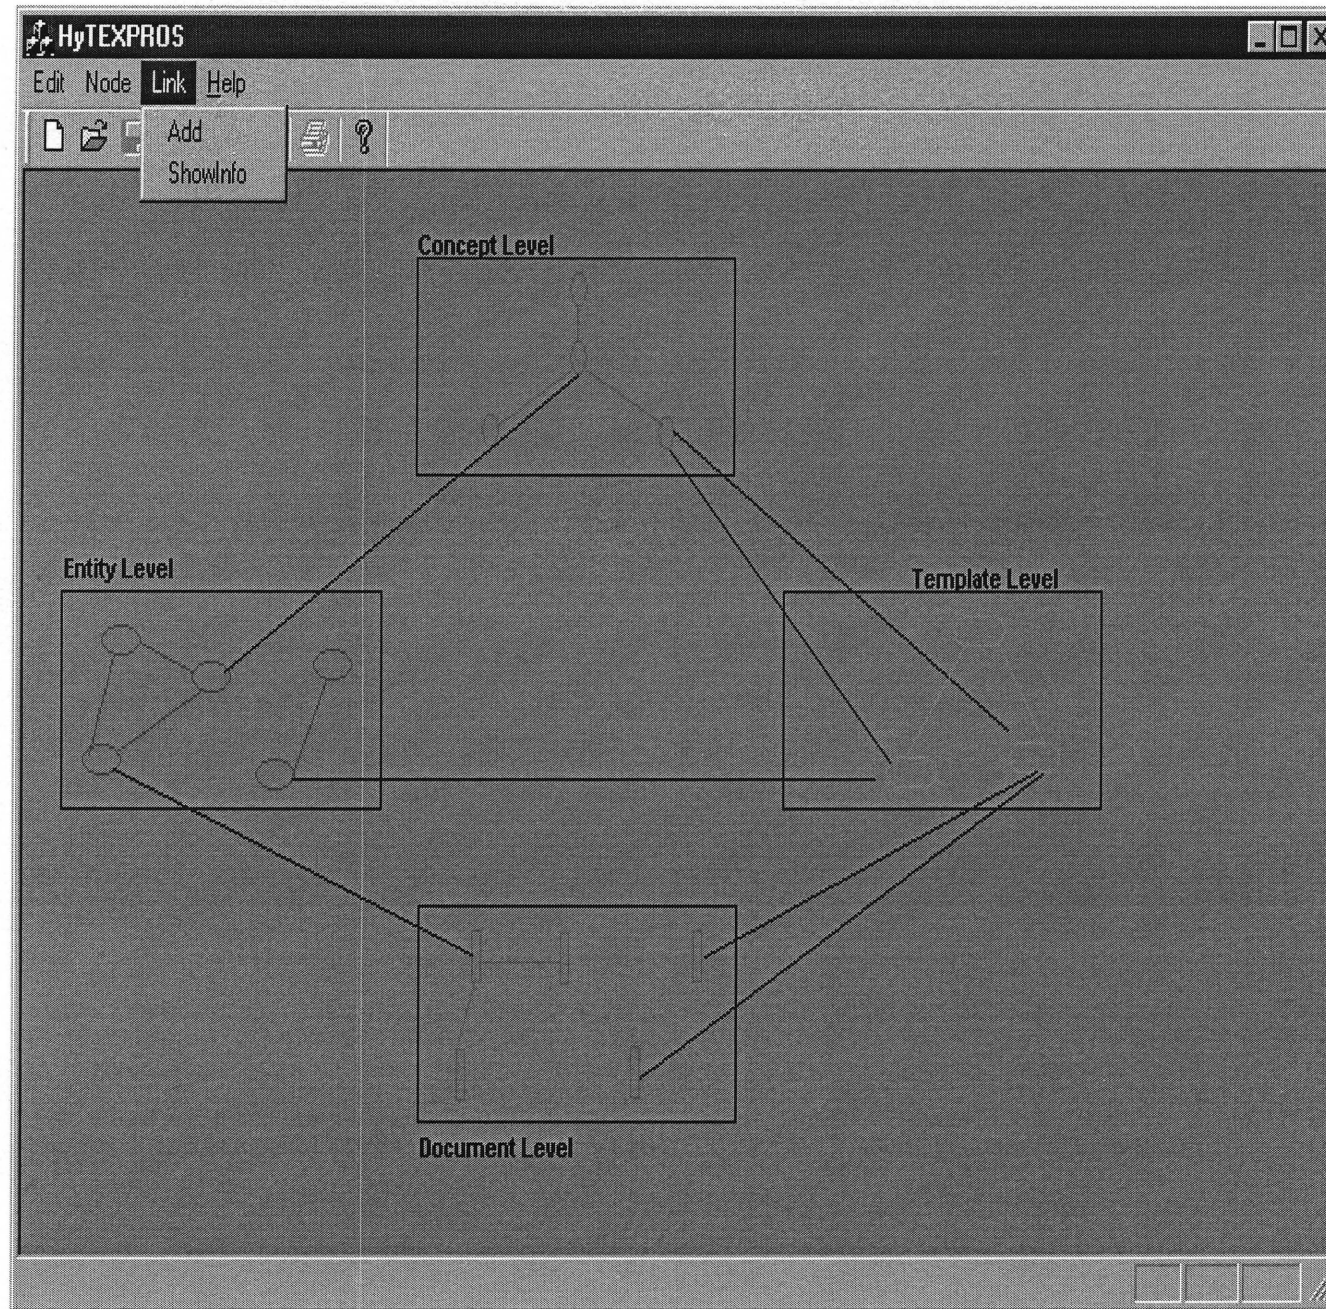 HyTEXPROS
Edit Node Link Help
Add
ShowInfo
Concept Level
Entity Level
Template Level
Document Level